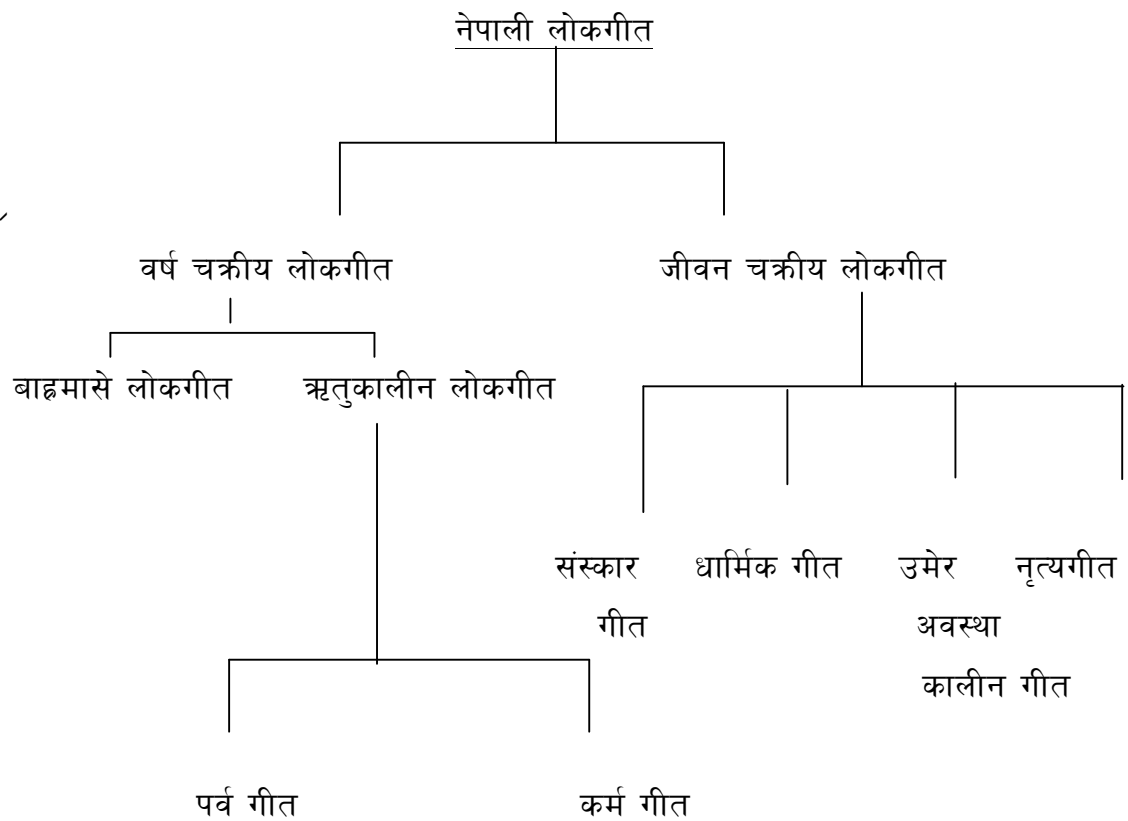 नेपाली लोकगीत
वर्ष चक्रीय लोकगीत जीवन चक्रीय लोकगीत
बाह्रमासे लोकगीत ऋतुकालीन लोकगीत
संस्कार धार्मिक गीत उमेर नृत्यगीत
गीत अवस्था
कालीन गीत
पर्व गीत कर्म गीत